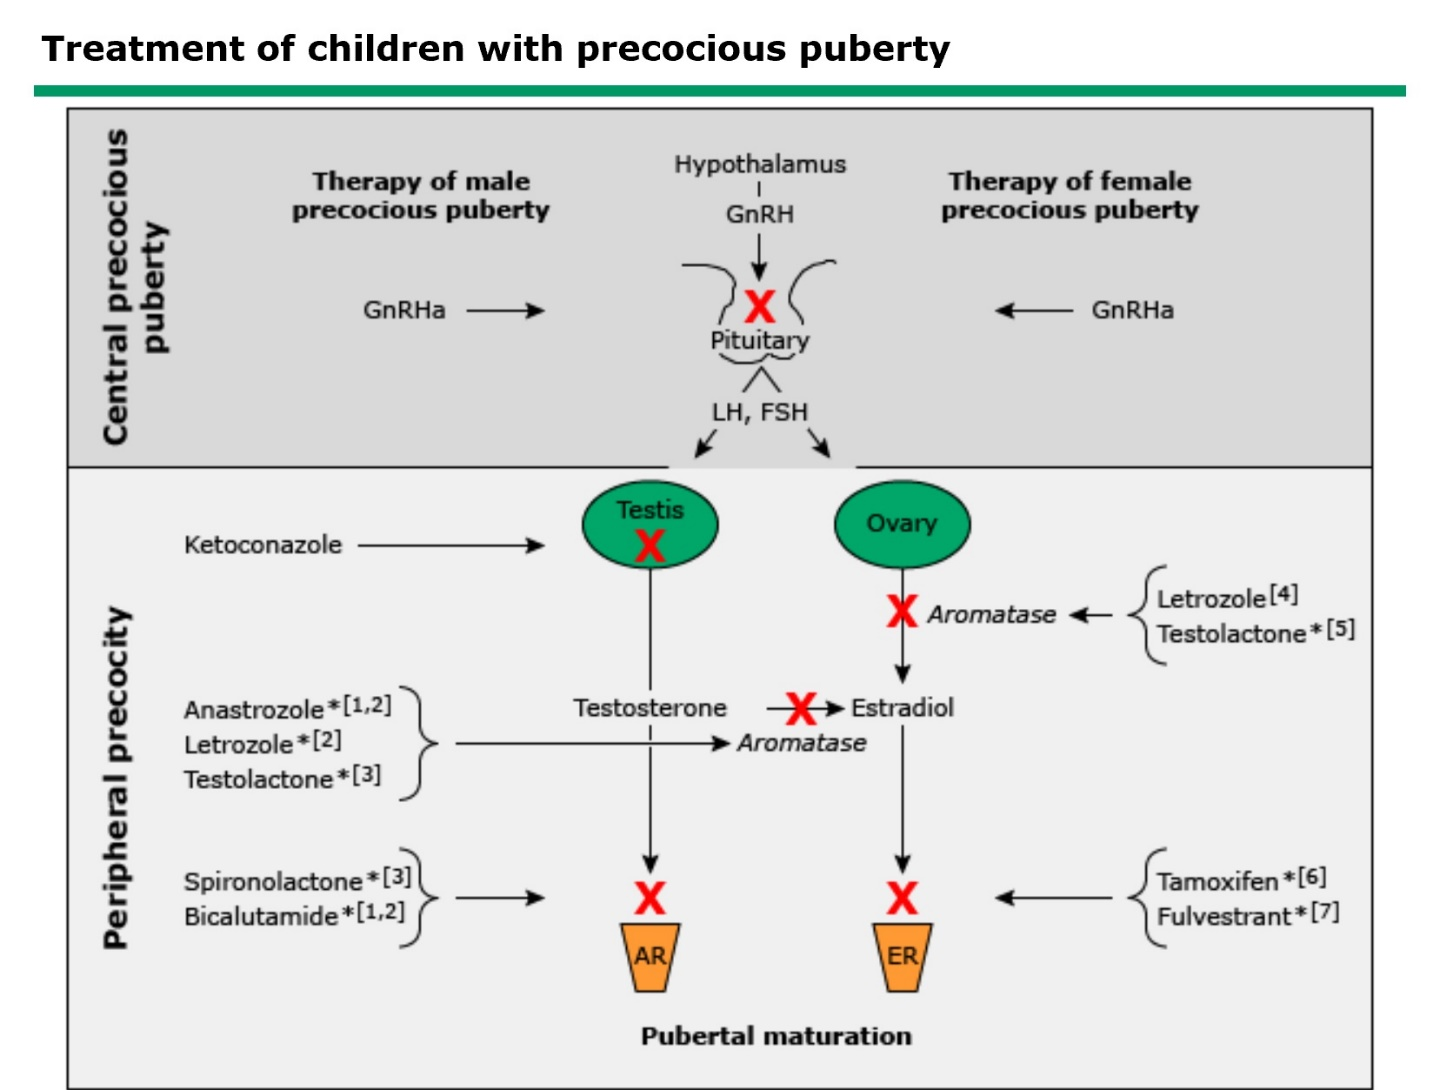 Treatment of children with precocious puberty
Central precocious
puberty
Therapy of male
precocious puberty
Hypothalamus
GnRH
Therapy of female
precocious puberty
GnRHa
X
Pituitary
GnRHa
LH, FSH
Peripheral precocity
Testis
X
Ovary
Ketoconazole
X
Aromatase
Letrozole[4]
Testolactone*[5]
Anastrozole*[1,2]
Letrozole*[2]
Testolactone*[3]
Testosterone
X
Estradiol
Aromatase
Spironolactone*[3]
Bicalutamide*[1,2]
X
AR
X
ER
Tamoxifen*[6]
Fulvestrant*[7]
Pubertal maturation